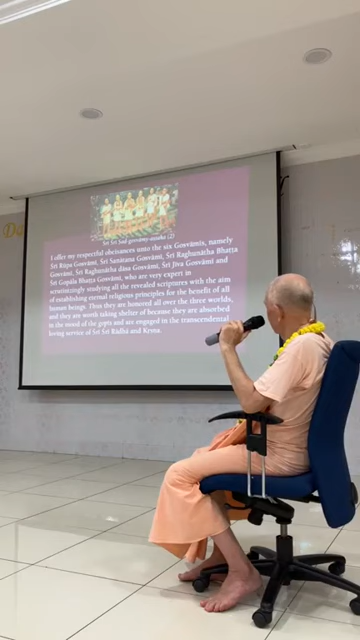 Sri Sri Sad-gosvamy-astaka (2)
I offer my respectful obeisances unto the six Gosvāmīs, namely
Śrī Rūpa Gosvāmī, Śrī Sanātana Gosvāmī, Śrī Raghunātha Bhaṭṭa
Gosvāmī, Śrī Raghunātha dāsa Gosvāmī, Śrī Jīva Gosvāmī and
Śrī Gopāla Bhaṭṭa Gosvāmī, who are very expert in
scrutinizingly studying all the revealed scriptures with the aim
of establishing eternal religious principles for the benefit of all
human beings. Thus they are honored all over the three worlds,
and they are worth taking shelter of because they are absorbed
in the mood of the gopīs and are engaged in the transcendental
loving service of Śrī Śrī Rādhā and Kṛṣṇa.